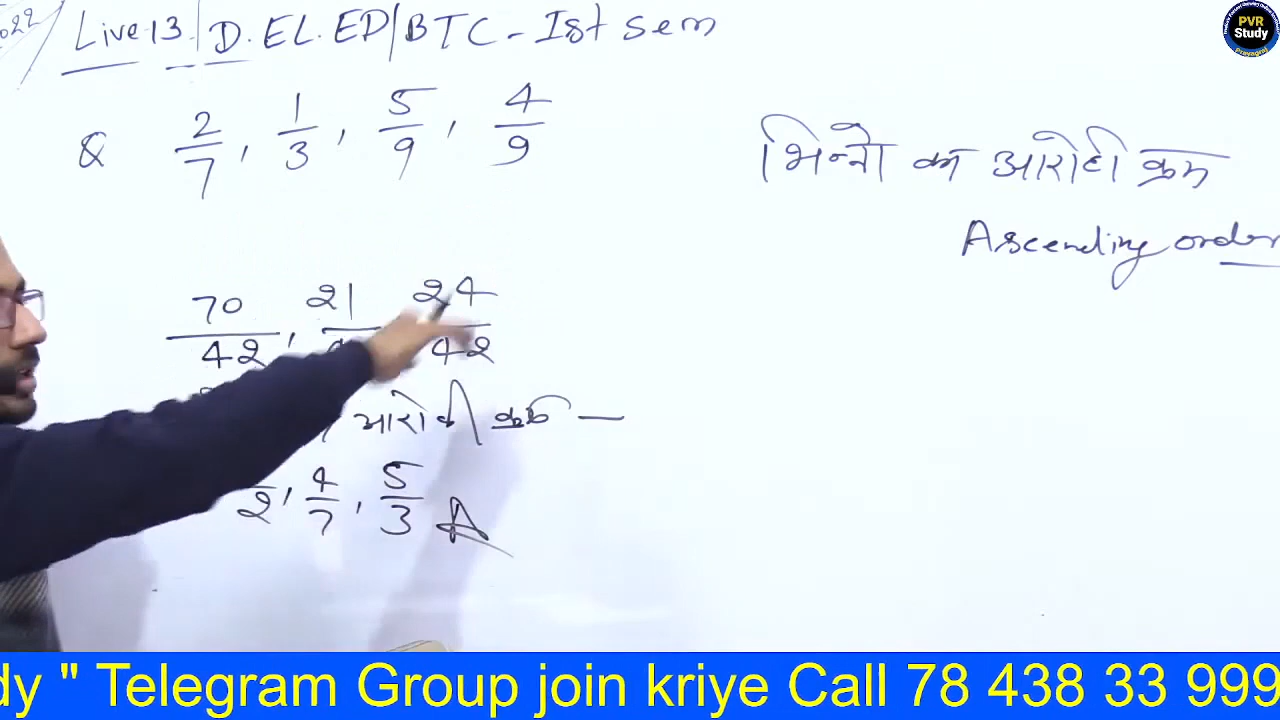 2022
Live-13 | D.EL.ED/BTC - Ist Sem
Q 2/7, 1/3, 5/9, 4/9
भिन्नों का आरोही क्रम
Ascending order
70/42, 21, 24/42
आरोही क्रम —
2, 4/7, 5/3 A
PVR
Study
Prayagraj
dy " Telegram Group join kriye Call 78 438 33 999